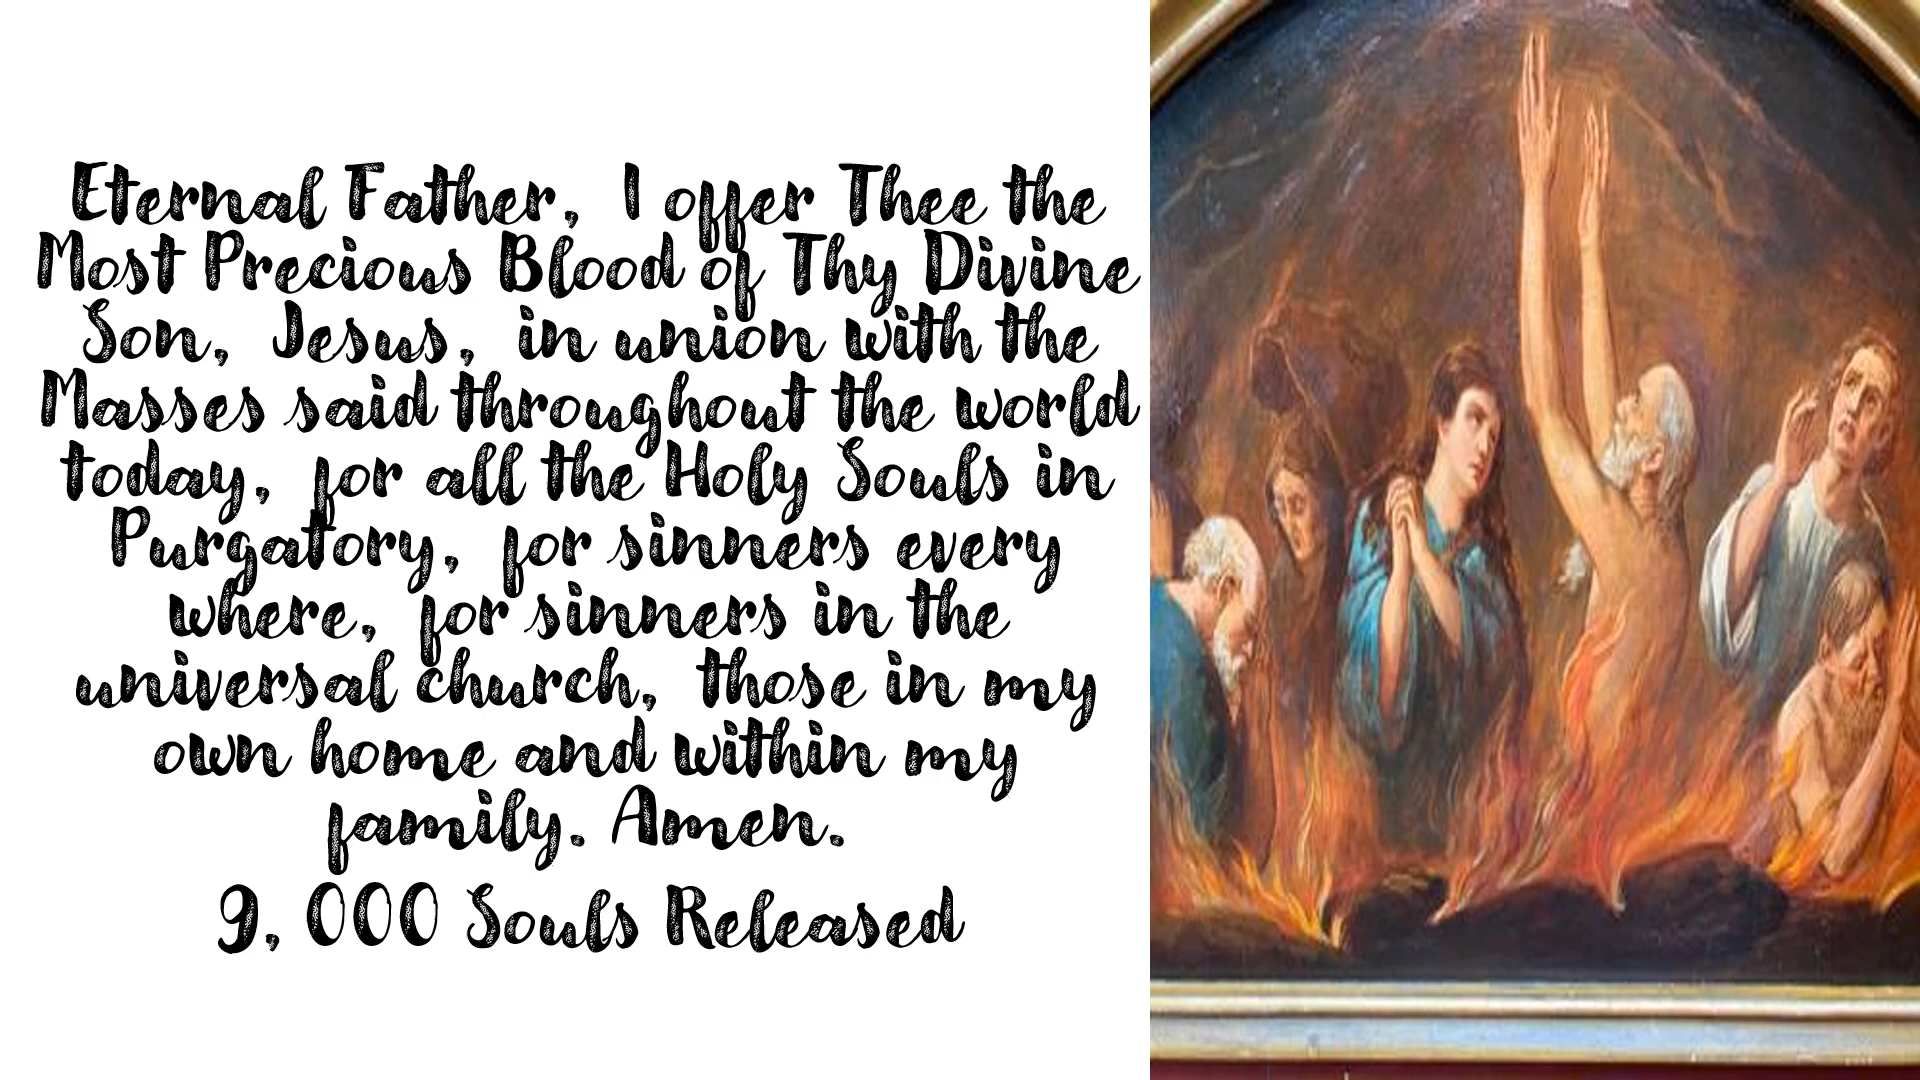 Eternal Father, I offer Thee the
Most Precious Blood of Thy Divine
Son, Jesus, in union with the
Masses said throughout the world
today, for all the Holy Souls in
Purgatory, for sinners every
where, for sinners in the
universal church, those in my
own home and within my
family. Amen.
9, 000 Souls Released